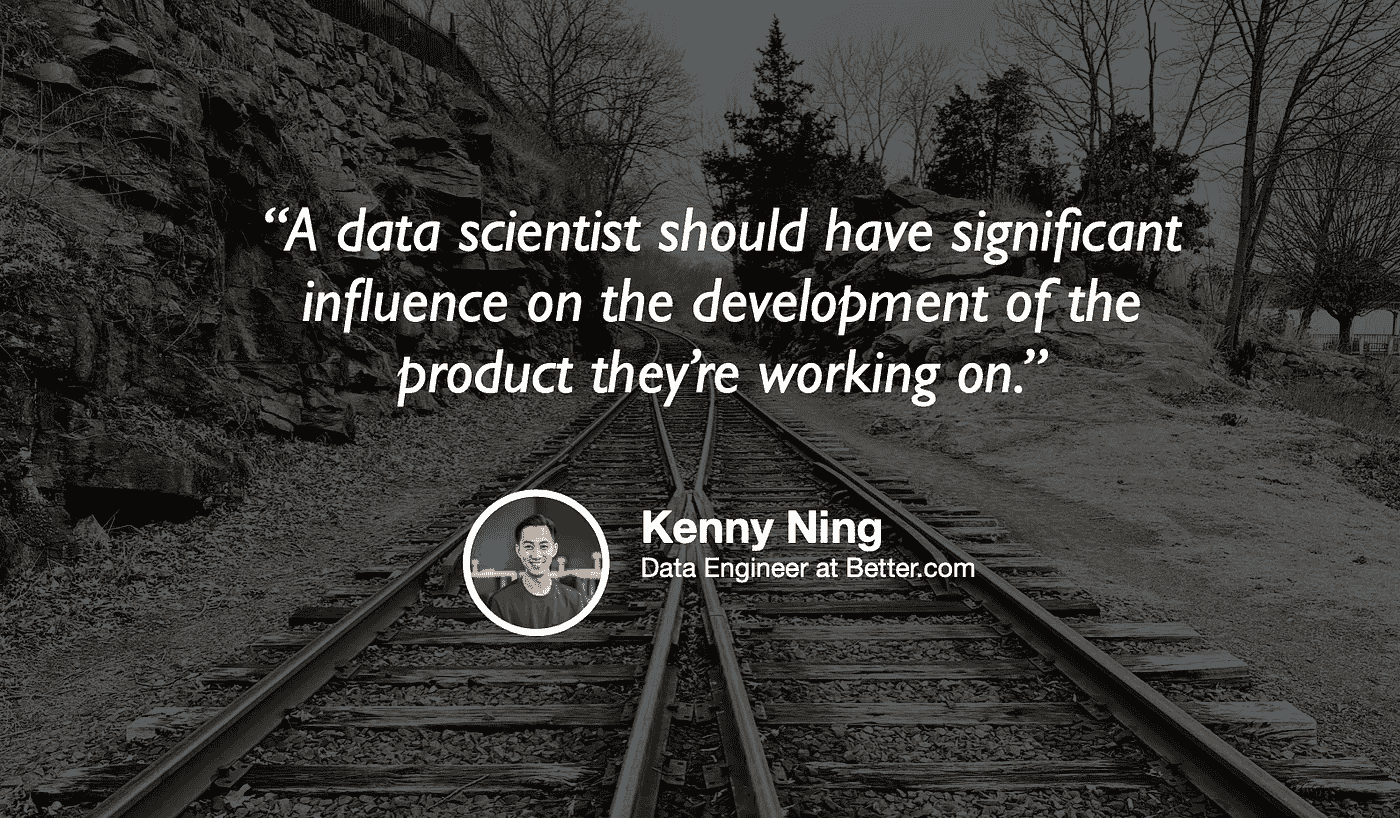 “A data scientist should have significant
influence on the development of the
product they’re working on.”
Kenny Ning
Data Engineer at Better.com